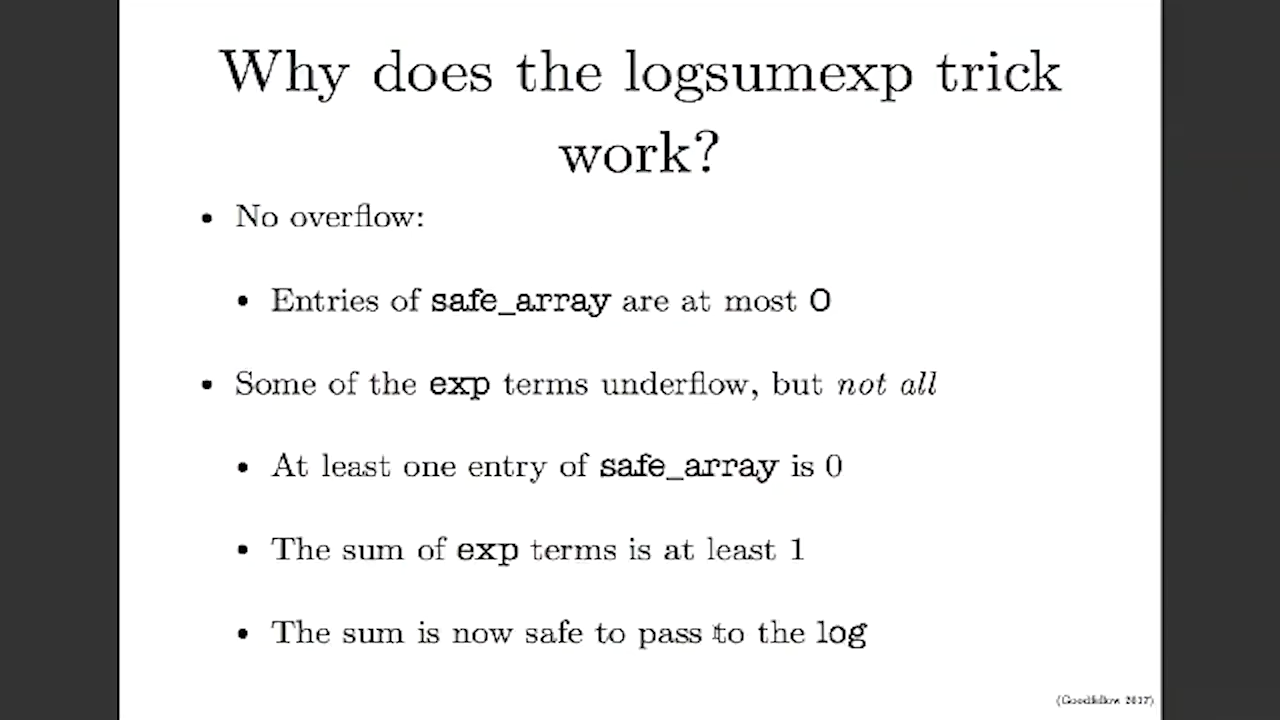 Why does the logsumexp trick
work?
• No overflow:
• Entries of safe_array are at most 0
• Some of the exp terms underflow, but not all
• At least one entry of safe_array is 0
• The sum of exp terms is at least 1
• The sum is now safe to pass to the log
(Goodfellow 2017)